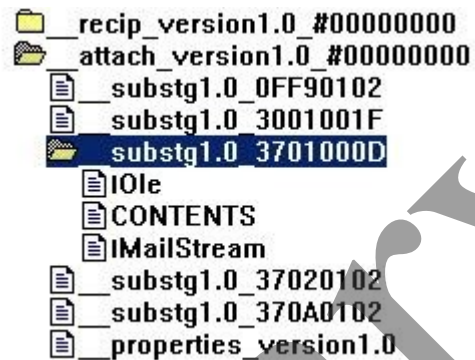 __recip_version1.0_#00000000
__attach_version1.0_#00000000
__substg1.0_0FF90102
__substg1.0_3001001F
__substg1.0_3701000D
IOle
CONTENTS
IMailStream
__substg1.0_37020102
__substg1.0_370A0102
__properties_version1.0